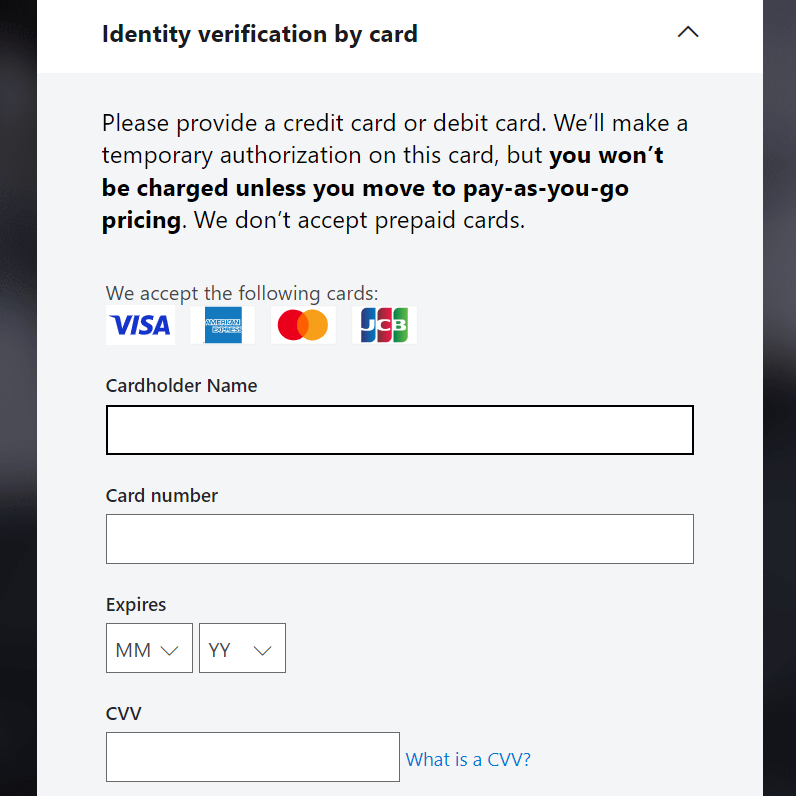 Identity verification by card
Please provide a credit card or debit card. We’ll make a
temporary authorization on this card, but you won’t
be charged unless you move to pay-as-you-go
pricing. We don’t accept prepaid cards.
We accept the following cards:
VISA AMERICAN EXPRESS JCB
Cardholder Name
Card number
Expires
MM YY
CVV
What is a CVV?